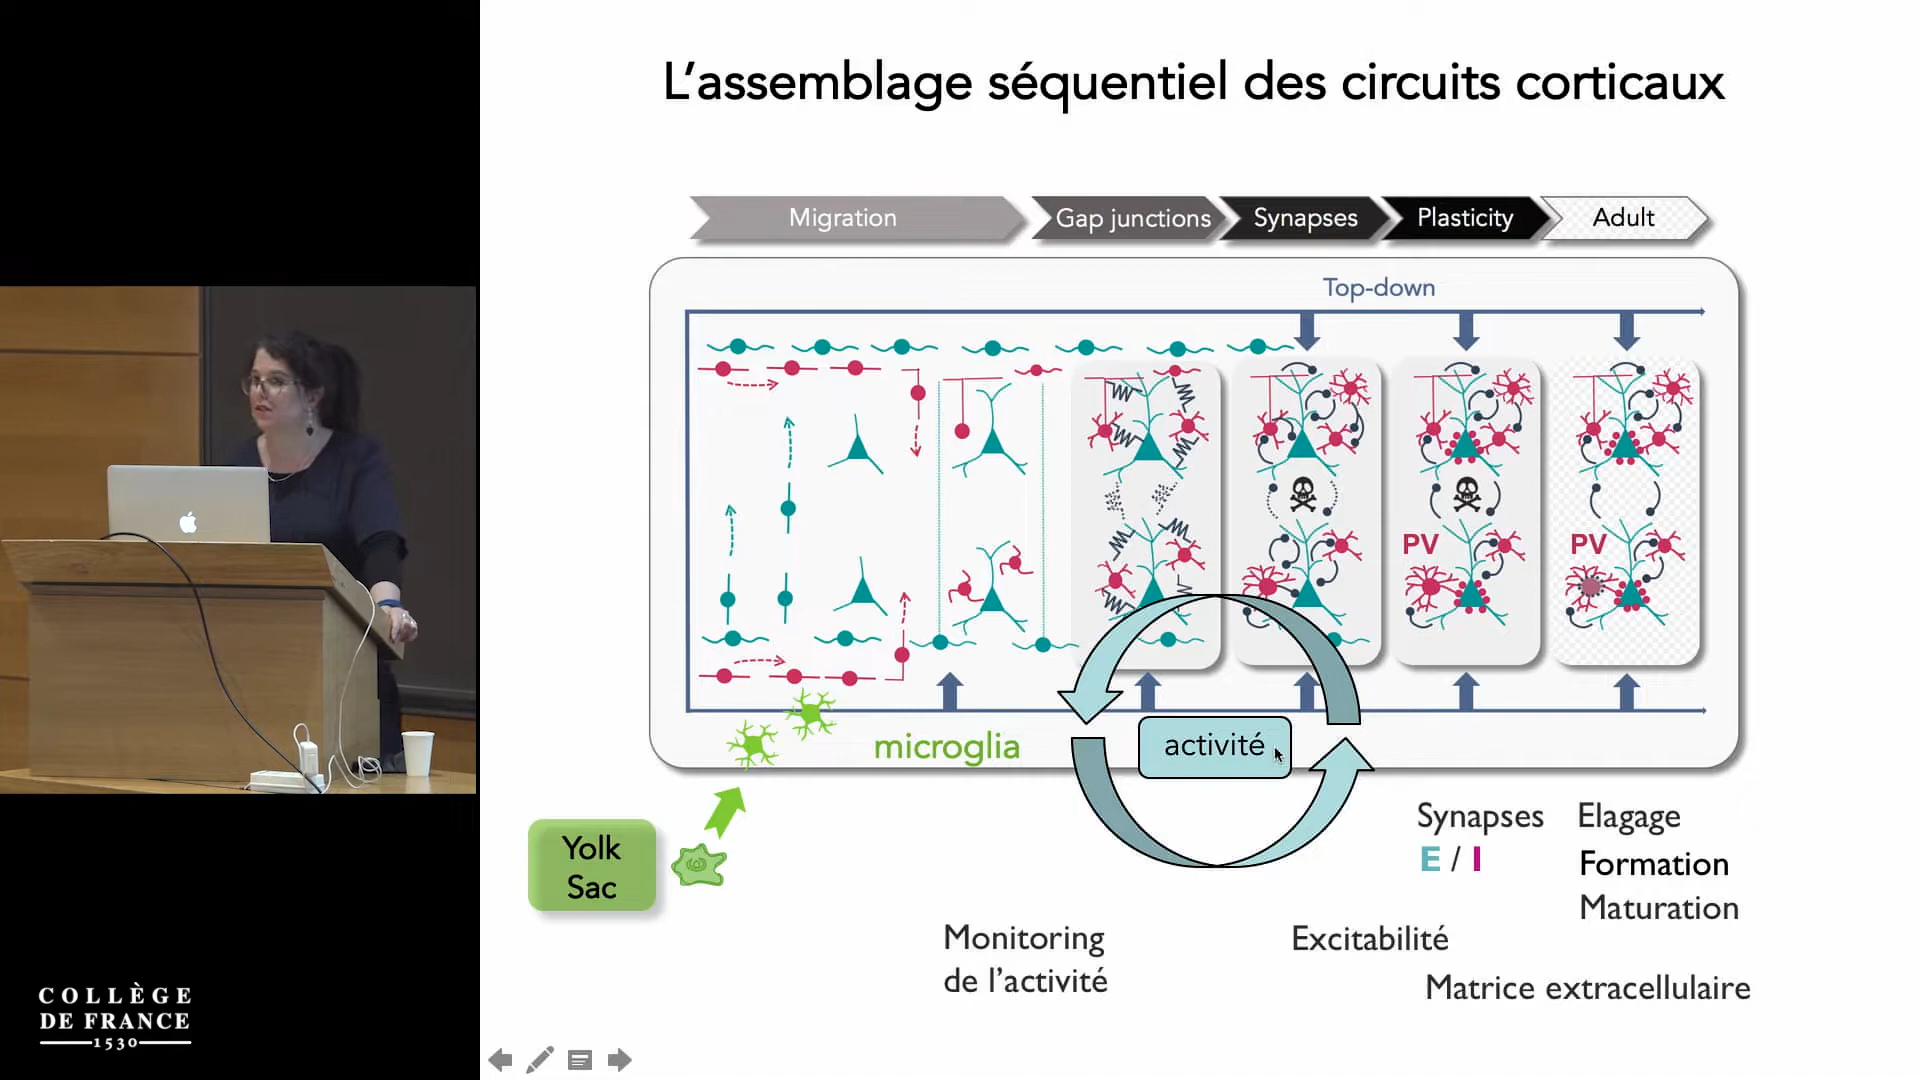 L'assemblage séquentiel des circuits corticaux
Migration
Gap junctions
Synapses
Plasticity
Adult
Top-down
PV
PV
microglia
activité
Yolk
Sac
Synapses
E / I
Elagage
Formation
Maturation
Monitoring
de l'activité
Excitabilité
Matrice extracellulaire
COLLÈGE
DE FRANCE
1530